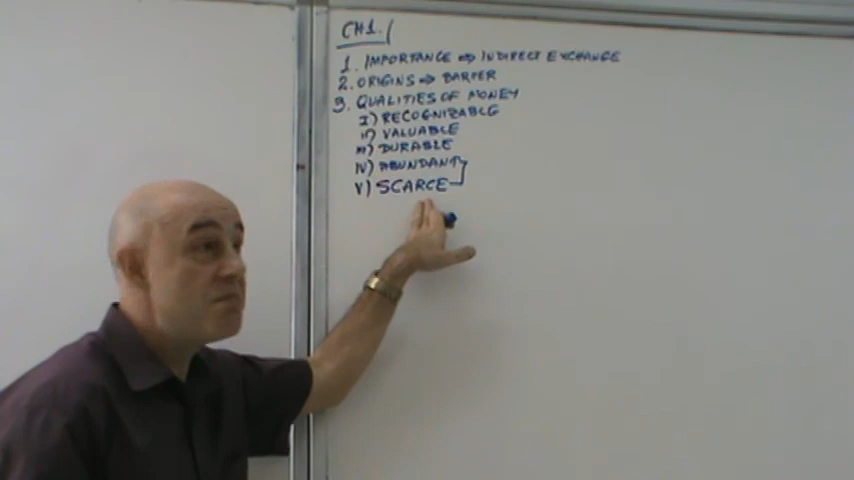 CH1.
1. IMPORTANCE ⇒ INDIRECT EXCHANGE
2. ORIGINS ⇒ BARTER
3. QUALITIES OF MONEY
I) RECOGNIZABLE
II) VALUABLE
III) DURABLE
IV) ABUNDANT
V) SCARCE